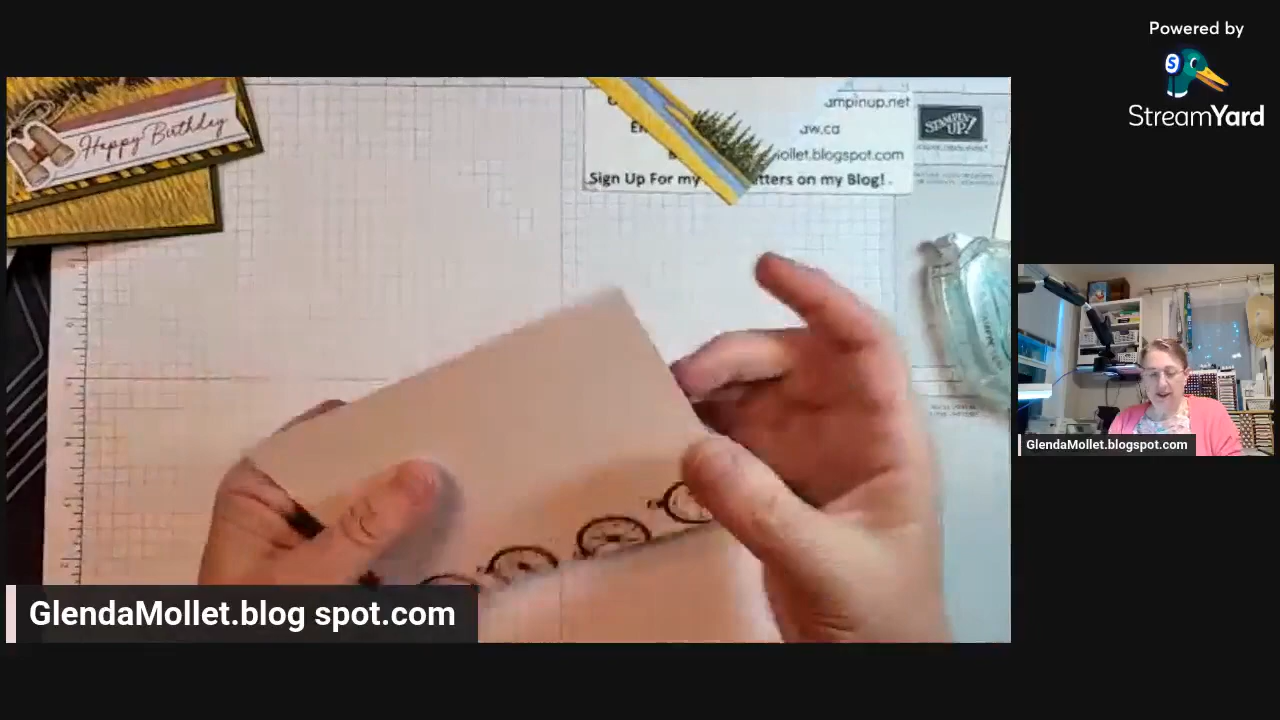 Powered by
StreamYard
ampinup.net
aw.ca
ollet.blogspot.com
Sign Up For my
tters on my Blog!
STAMPIN' UP!
Happy Birthday
GlendaMollet.blogspot.com
GlendaMollet.blog spot.com